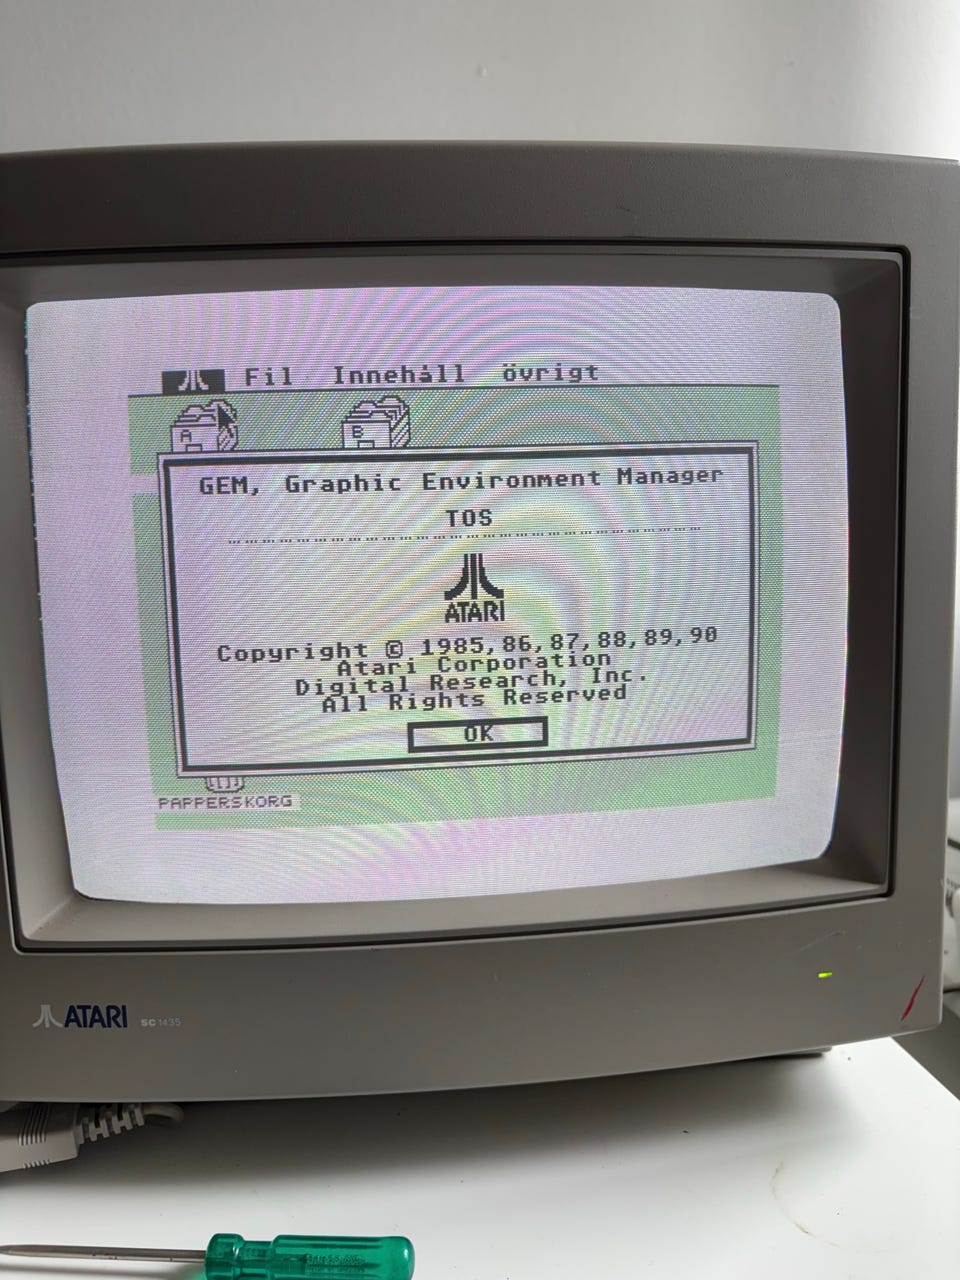 Fil Innehåll övrigt
A B
GEM, Graphic Environment Manager
TOS
ATARI
Copyright © 1985,86,87,88,89,90
Atari Corporation
Digital Research, Inc.
All Rights Reserved
OK
PAPPERSKORG
ATARI SC1435